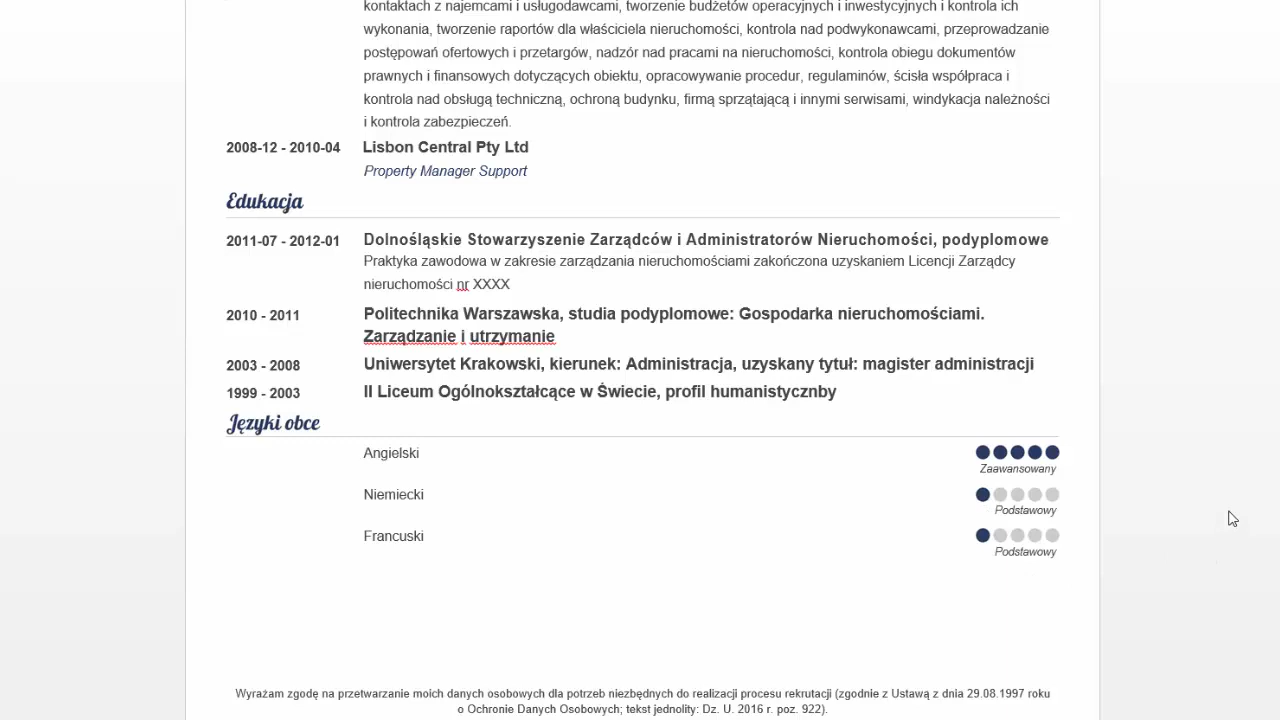 kontaktach z najemcami i usługodawcami, tworzenie budżetów operacyjnych i inwestycyjnych i kontrola ich
wykonania, tworzenie raportów dla właściciela nieruchomości, kontrola nad podwykonawcami, przeprowadzanie
postępowań ofertowych i przetargów, nadzór nad pracami na nieruchomości, kontrola obiegu dokumentów
prawnych i finansowych dotyczących obiektu, opracowywanie procedur, regulaminów, ścisła współpraca i
kontrola nad obsługą techniczną, ochroną budynku, firmą sprzątającą i innymi serwisami, windykacja należności
i kontrola zabezpieczeń.
2008-12 - 2010-04 Lisbon Central Pty Ltd
Property Manager Support
Edukacja
2011-07 - 2012-01 Dolnośląskie Stowarzyszenie Zarządców i Administratorów Nieruchomości, podyplomowe
Praktyka zawodowa w zakresie zarządzania nieruchomościami zakończona uzyskaniem Licencji Zarządcy
nieruchomości nr XXXX
2010 - 2011 Politechnika Warszawska, studia podyplomowe: Gospodarka nieruchomościami.
Zarządzanie i utrzymanie
2003 - 2008 Uniwersytet Krakowski, kierunek: Administracja, uzyskany tytuł: magister administracji
1999 - 2003 II Liceum Ogólnokształcące w Świecie, profil humanistycznby
Języki obce
Angielski
Zaawansowany
Niemiecki
Podstawowy
Francuski
Podstawowy
Wyrażam zgodę na przetwarzanie moich danych osobowych dla potrzeb niezbędnych do realizacji procesu rekrutacji (zgodnie z Ustawą z dnia 29.08.1997 roku
o Ochronie Danych Osobowych; tekst jednolity: Dz. U. 2016 r. poz. 922).